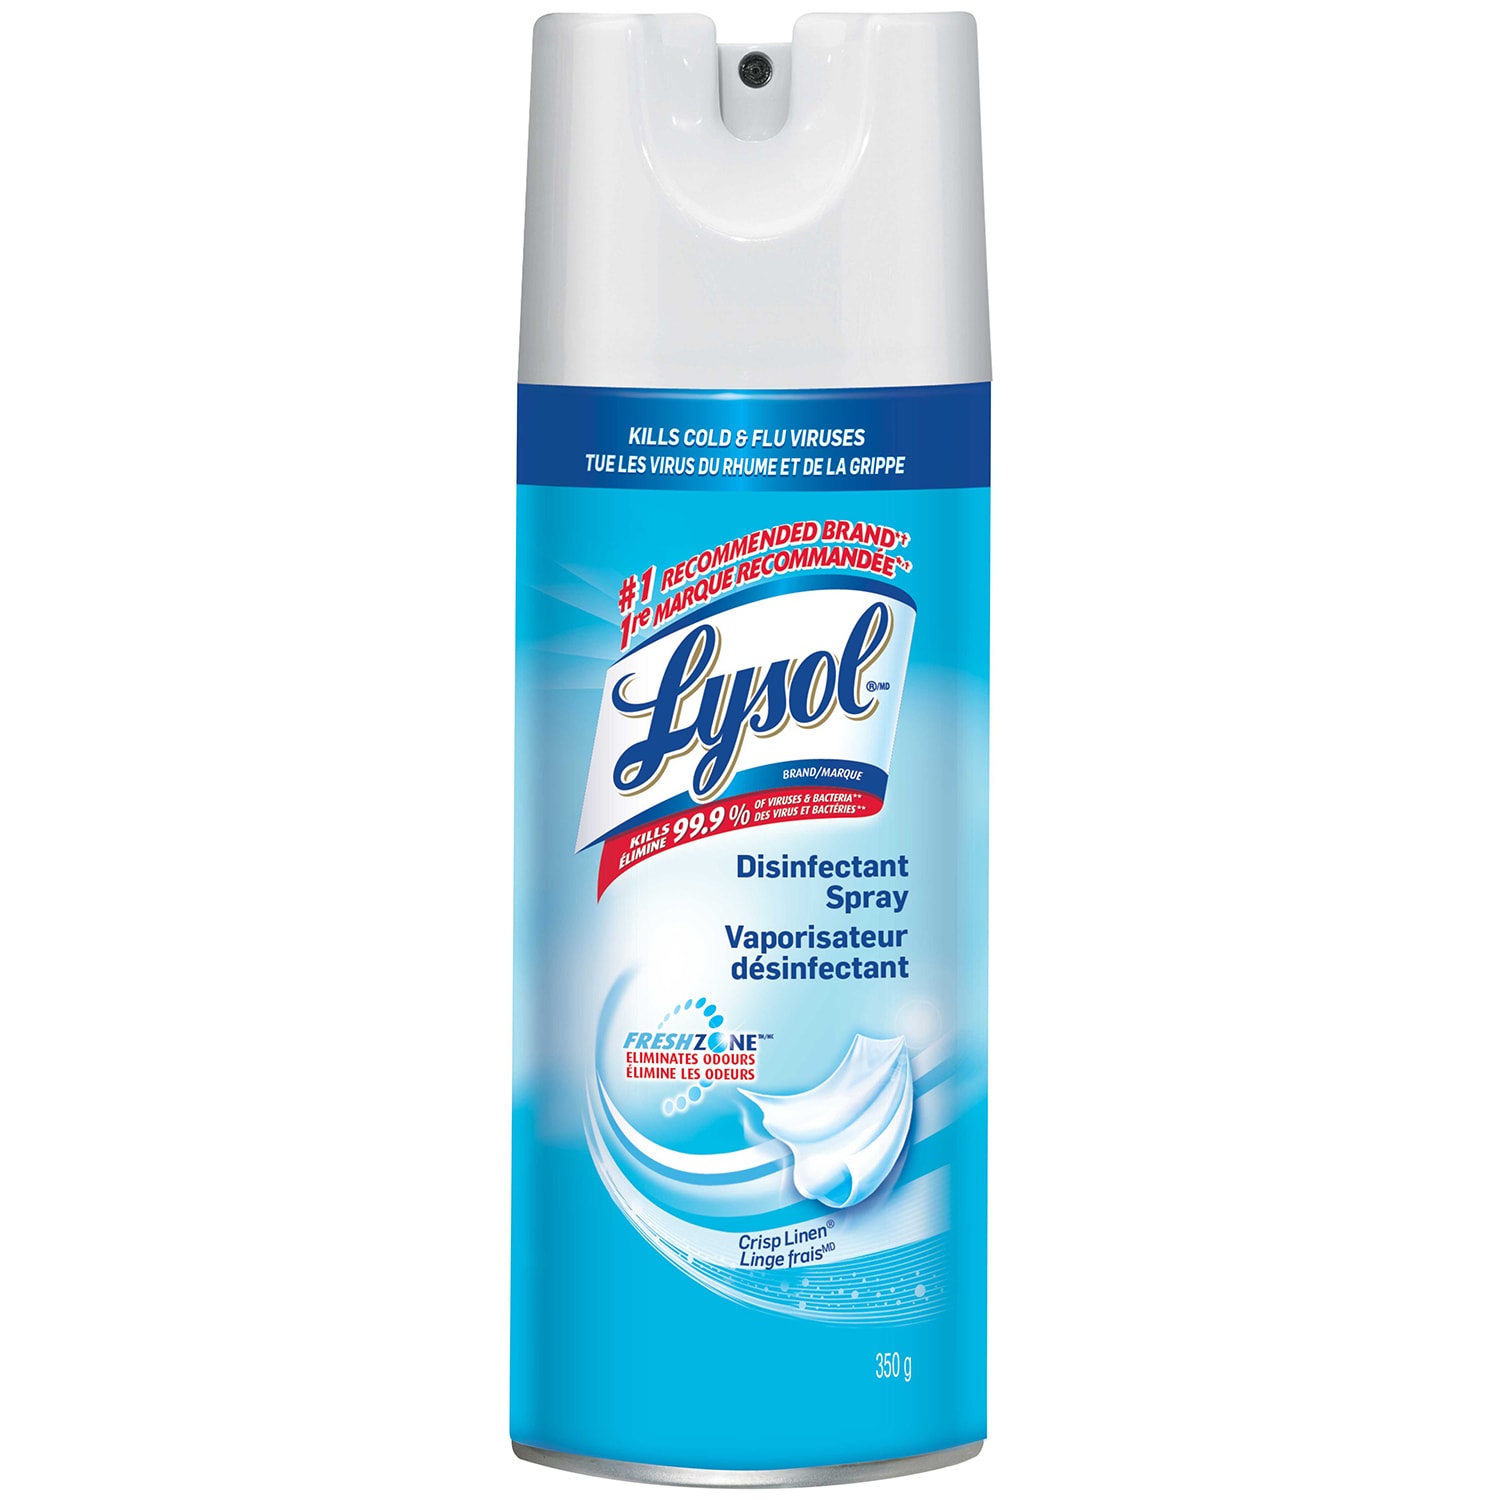 KILLS COLD & FLU VIRUSES
TUE LES VIRUS DU RHUME ET DE LA GRIPPE
#1 RECOMMENDED BRAND*†
1re MARQUE RECOMMANDÉE*,†
Lysol®/MD
BRAND/MARQUE
KILLS 99.9 % OF VIRUSES & BACTERIA**
ÉLIMINE DES VIRUS ET BACTÉRIES**
Disinfectant
Spray
Vaporisateur
désinfectant
FRESHZONE™/MC
ELIMINATES ODOURS
ÉLIMINE LES ODEURS
Crisp Linen®
Linge fraisMD
350 g